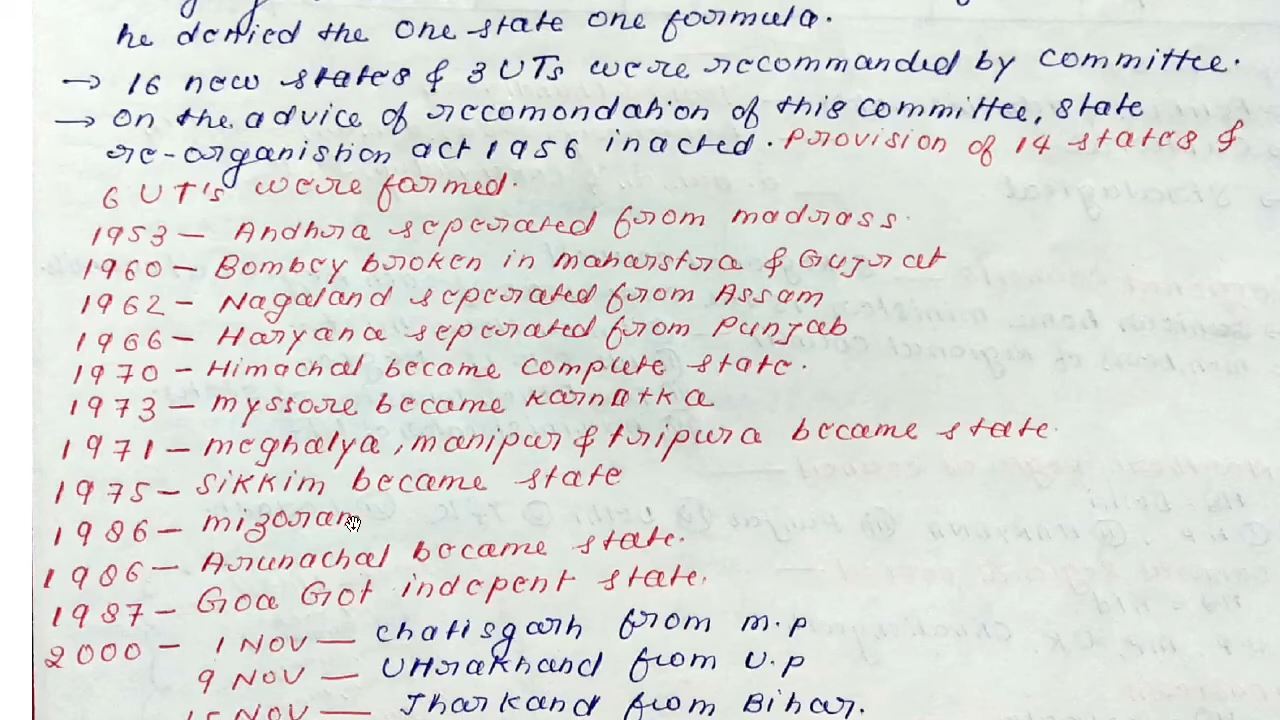 he denied the one state one formula.
→ 16 new states & 3 UTs were recommanded by committee.
→ on the advice of reccomondation of this committee, state
re-organistion act 1956 inacted. Provision of 14 states &
6 UT's were formed.
1953 - Andhra seperated from madrass.
1960 - Bombey broken in maharstora & Gujrat
1962 - Nagaland seperated from Assam
1966 - Haryana seperated from Punjab
1970 - Himachal became complete state.
1973 - myssore became karnatka
1971 - meghalya, manipur & tripura became state.
1975 - Sikkim became state
1986 - mizoram
1986 - Arunachal became state.
1987 - Goa Got indepent state.
2000 - 1 NOV - chatisgarh from m.p
9 NOV - Uttrakhand from U.p
15 NOV - Jharkand from Bihar.